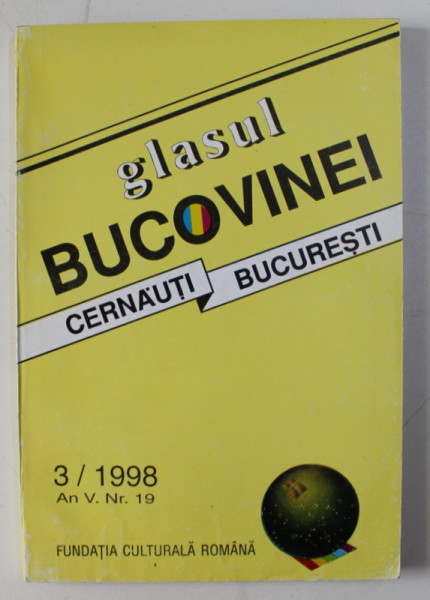 glasul
BUCOVINEI
CERNĂUȚI BUCUREȘTI
3 / 1998
An V. Nr. 19
FUNDAȚIA CULTURALĂ ROMÂNĂ